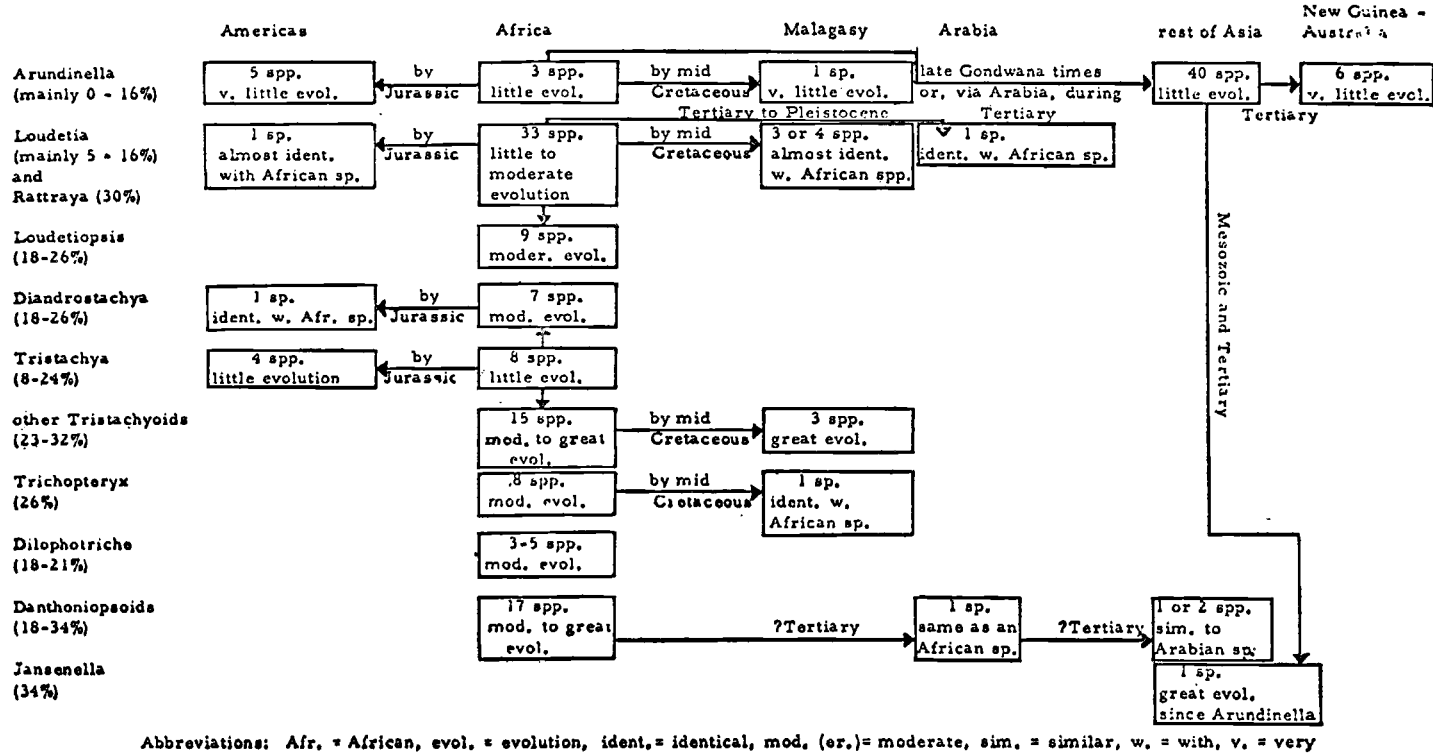 Americas
Africa
Malagasy
Arabia
rest of Asia
New Guinea -
Australia
Arundinella
(mainly 0 - 16%)
5 spp.
v. little evol.
by
Jurassic
3 spp.
little evol.
by mid
Cretaceous
1 sp.
v. little evol.
late Gondwana times
or, via Arabia, during
Tertiary
40 spp.
little evol.
Tertiary
6 spp.
v. little evol.
Tertiary to Pleistocene
Loudetia
(mainly 5 - 16%)
and
Rattraya (30%)
1 sp.
almost ident.
with African sp.
by
Jurassic
33 spp.
little to
moderate
evolution
by mid
Cretaceous
3 or 4 spp.
almost ident.
w. African spp.
1 sp.
ident. w. African sp.
Mesozoic and Tertiary
Loudetiopsis
(18-26%)
9 spp.
moder. evol.
Diandrostachya
(18-26%)
1 sp.
ident. w. Afr. sp.
by
Jurassic
7 spp.
mod. evol.
Tristachya
(8-24%)
4 spp.
little evolution
by
Jurassic
8 spp.
little evol.
other Tristachyoids
(23-32%)
15 spp.
mod. to great
evol.
by mid
Cretaceous
3 spp.
great evol.
Trichopteryx
(26%)
8 spp.
mod. evol.
by mid
Cretaceous
1 sp.
ident. w.
African sp.
Dilophotriche
(18-21%)
3-5 spp.
mod. evol.
Danthoniopsoids
(18-34%)
17 spp.
mod. to great
evol.
?Tertiary
1 sp.
same as an
African sp.
?Tertiary
1 or 2 spp.
sim. to
Arabian sp.
Jansenella
(34%)
1 sp.
great evol.
since Arundinella
Abbreviations: Afr. = African, evol. = evolution, ident. = identical, mod. (er.)= moderate, sim. = similar, w. = with, v. = very